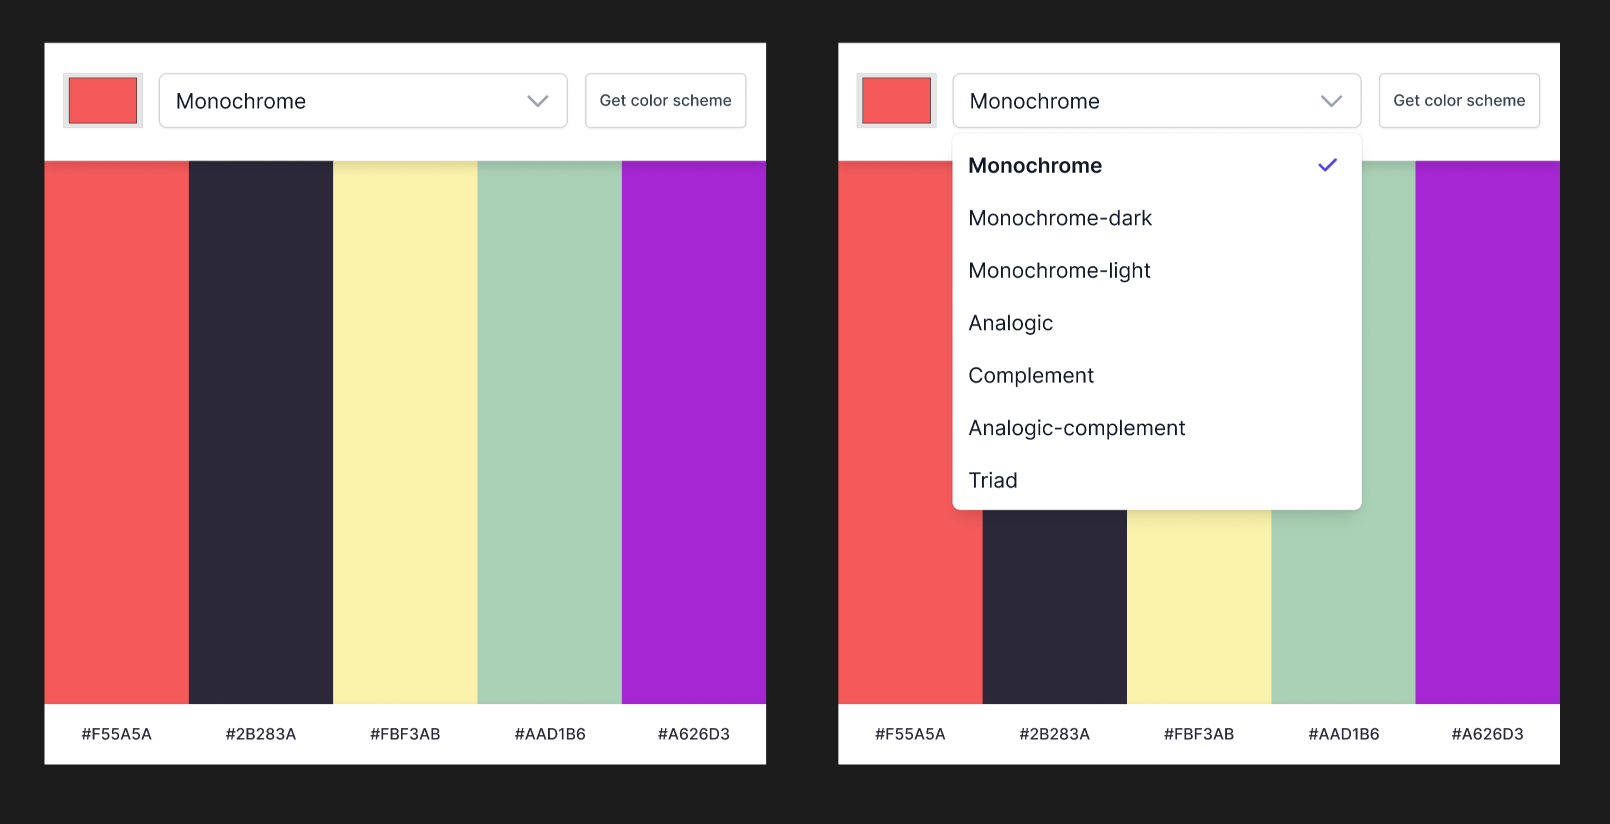 Monochrome
Get color scheme
#F55A5A
#2B283A
#FBF3AB
#AAD1B6
#A626D3
Monochrome
Get color scheme
Monochrome
Monochrome-dark
Monochrome-light
Analogic
Complement
Analogic-complement
Triad
#F55A5A
#2B283A
#FBF3AB
#AAD1B6
#A626D3